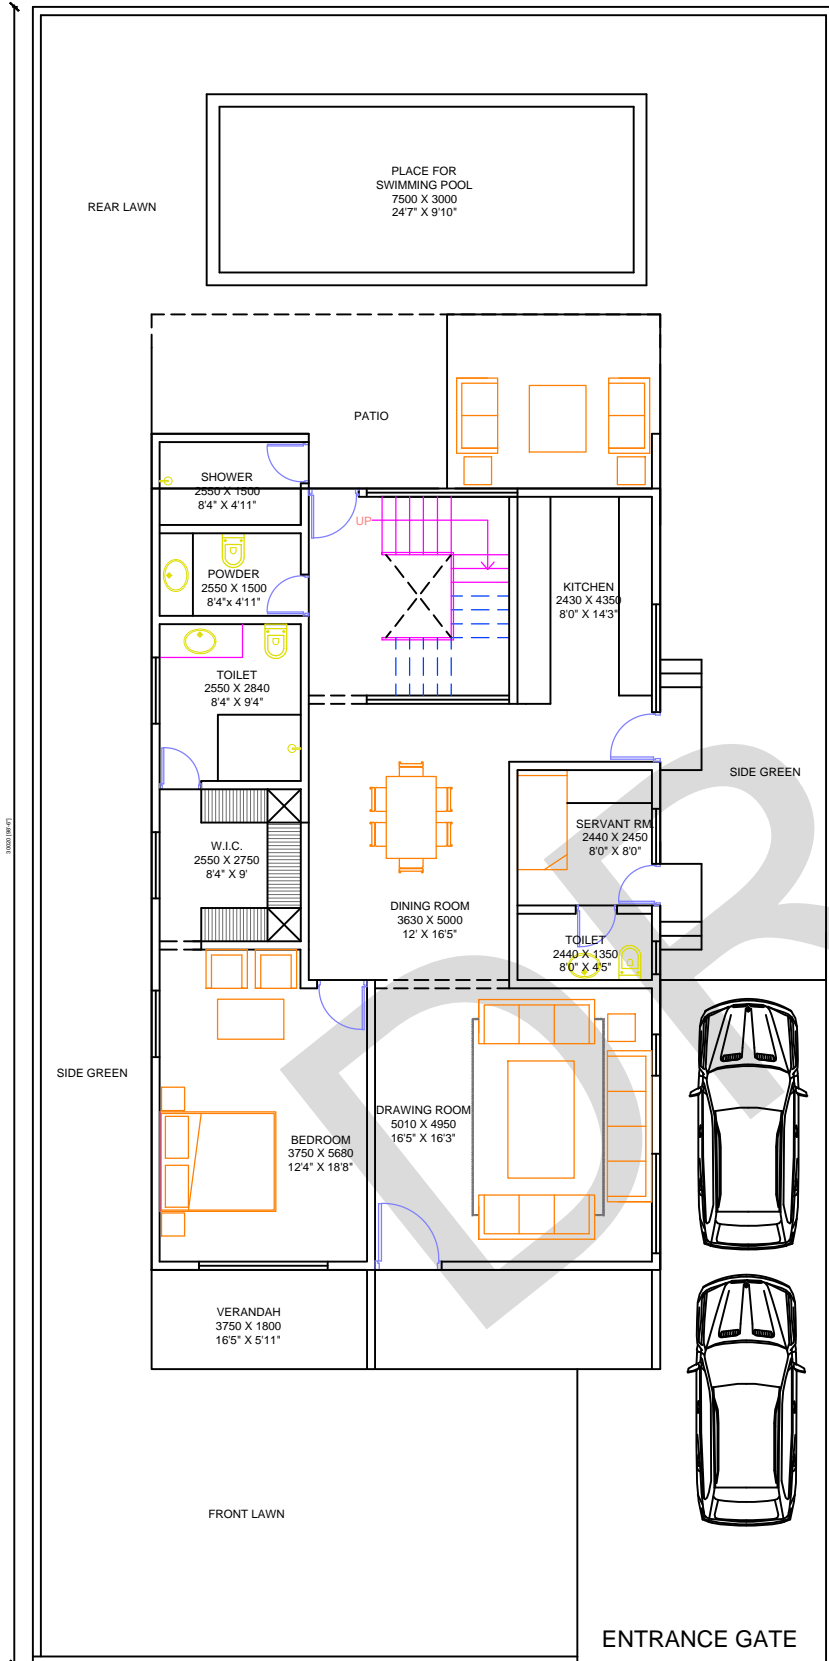 PLACE FOR
SWIMMING POOL
7500 X 3000
24'7" X 9'10"
REAR LAWN
PATIO
SHOWER
2550 X 1500
8'4" X 4'11"
UP
POWDER
2550 X 1500
8'4"x 4'11"
KITCHEN
2430 X 4350
8'0" X 14'3"
TOILET
2550 X 2840
8'4" X 9'4"
SIDE GREEN
30020 [98'-6"]
W.I.C.
2550 X 2750
8'4" X 9'
SERVANT RM.
2440 X 2450
8'0" X 8'0"
DINING ROOM
3630 X 5000
12' X 16'5"
TOILET
2440 X 1350
8'0" X 4'5"
SIDE GREEN
DRAWING ROOM
5010 X 4950
16'5" X 16'3"
BEDROOM
3750 X 5680
12'4" X 18'8"
VERANDAH
3750 X 1800
16'5" X 5'11"
FRONT LAWN
ENTRANCE GATE
DR